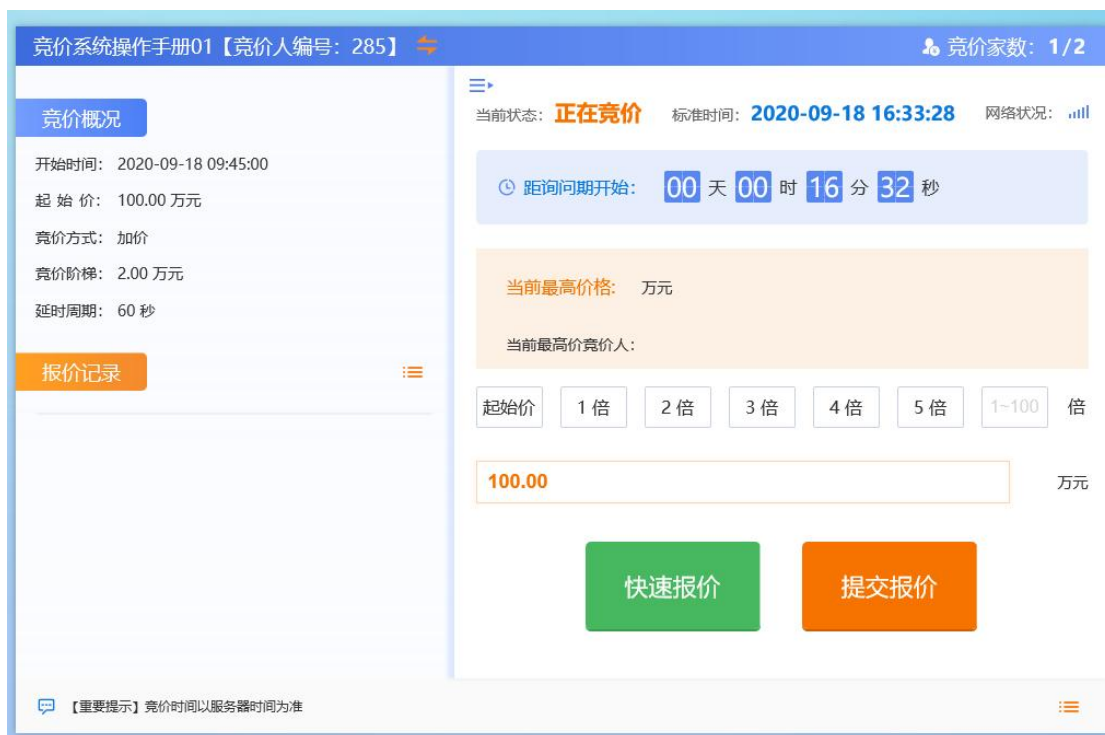 竞价系统操作手册01【竞价人编号：285】
竞价家数：1/2
竞价概况
开始时间： 2020-09-18 09:45:00
起 始 价： 100.00 万元
竞价方式： 加价
竞价阶梯： 2.00 万元
延时周期： 60 秒
报价记录
当前状态：正在竞价 标准时间：2020-09-18 16:33:28 网络状况：
距询问期开始： 00 天 00 时 16 分 32 秒
当前最高价格： 万元
当前最高价竞价人：
起始价 1 倍 2 倍 3 倍 4 倍 5 倍 1~100 倍
100.00 万元
快速报价 提交报价
【重要提示】竞价时间以服务器时间为准